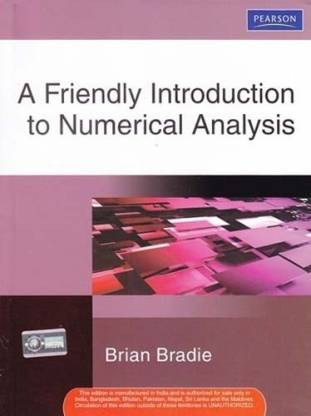 PEARSON
A Friendly Introduction
to Numerical Analysis
Brian Bradie
This edition is manufactured in India and is authorized for sale only in
India, Bangladesh, Bhutan, Pakistan, Nepal, Sri Lanka and the Maldives.
Circulation of this edition outside of these territories is UNAUTHORIZED.